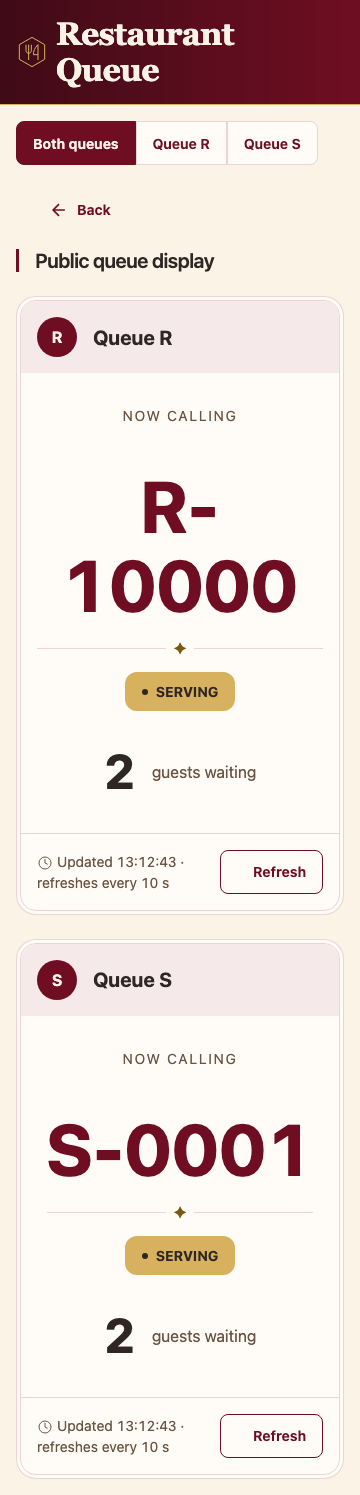 Restaurant
Queue
Both queues
Queue R
Queue S
Back
Public queue display
R
Queue R
NOW CALLING
R-
10000
SERVING
2 guests waiting
Updated 13:12:43 ·
refreshes every 10 s
Refresh
S
Queue S
NOW CALLING
S-0001
SERVING
2 guests waiting
Updated 13:12:43 ·
refreshes every 10 s
Refresh